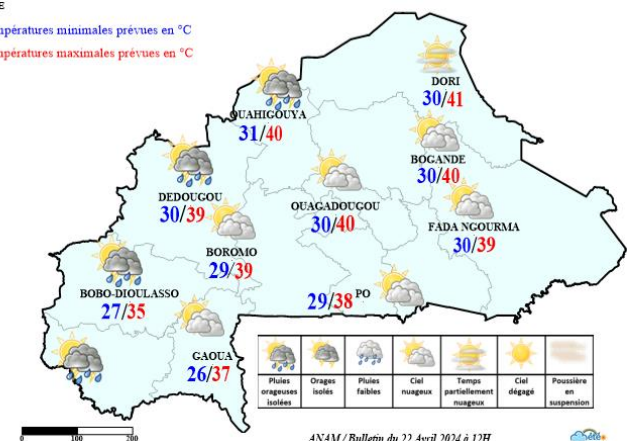 mpératures minimales prévues en °C
mpératures maximales prévues en °C
DORI
30/41
OUAHIGOUYA
31/40
BOGANDE
30/40
DEDOUGOU
30/39
OUAGADOUGOU
30/40
FADA NGOURMA
30/39
BOROMO
29/39
BOBO-DIOULASSO
27/35
29/38 PO
GAOUA
26/37
Pluies orageuses isolées
Orages isolés
Pluies faibles
Ciel nuageux
Temps partiellement nuageux
Ciel dégagé
Poussière en suspension
100 200
ANAM / Bulletin du 22 Avril 2024 à 12H